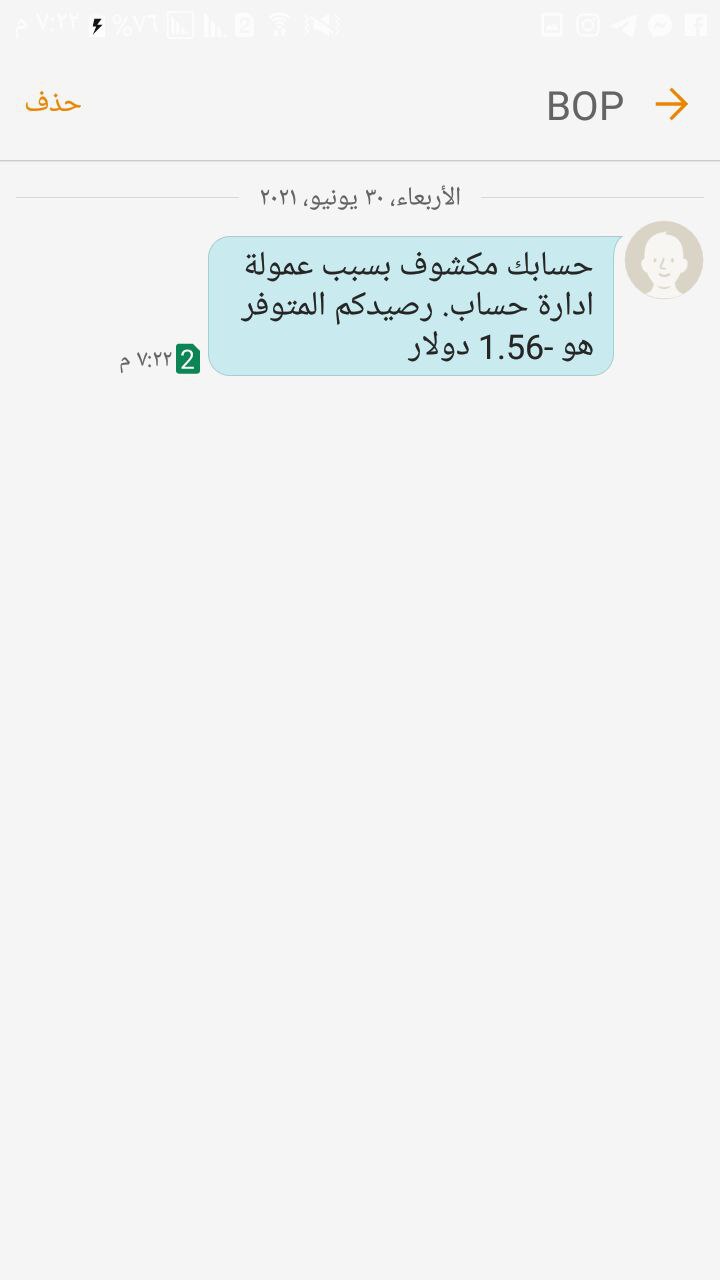 م ٧:٢٢ %٧٦ 2
BOP
حذف
الأربعاء، ٣٠ يونيو، ٢٠٢١
حسابك مكشوف بسبب عمولة
ادارة حساب. رصيدكم المتوفر
هو -1.56 دولار
2 ٧:٢٢ م